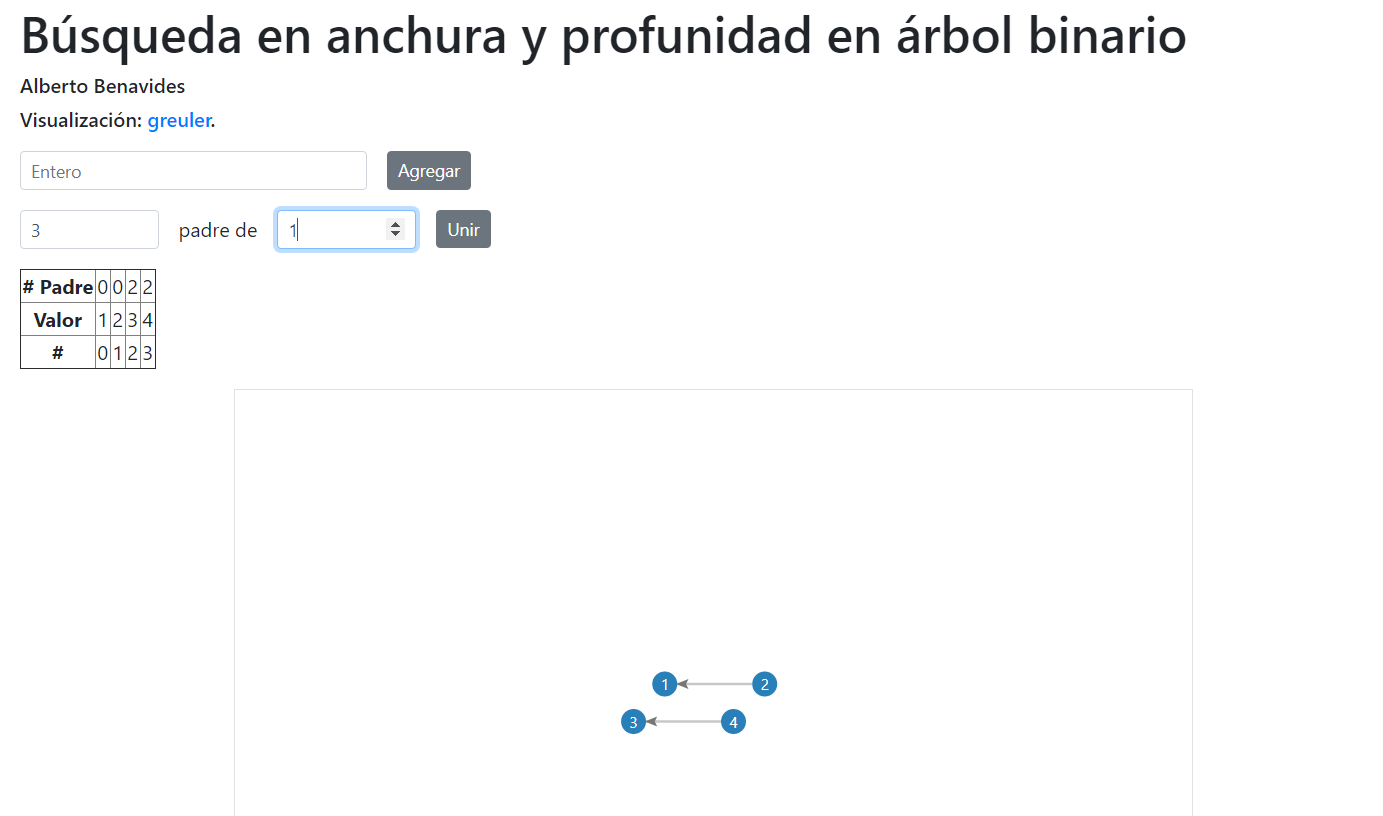 Búsqueda en anchura y profunidad en árbol binario
Alberto Benavides
Visualización: greuler.
Entero Agregar
3 padre de 1 Unir
# Padre 0 0 2 2
Valor 1 2 3 4
# 0 1 2 3
1 2
3 4